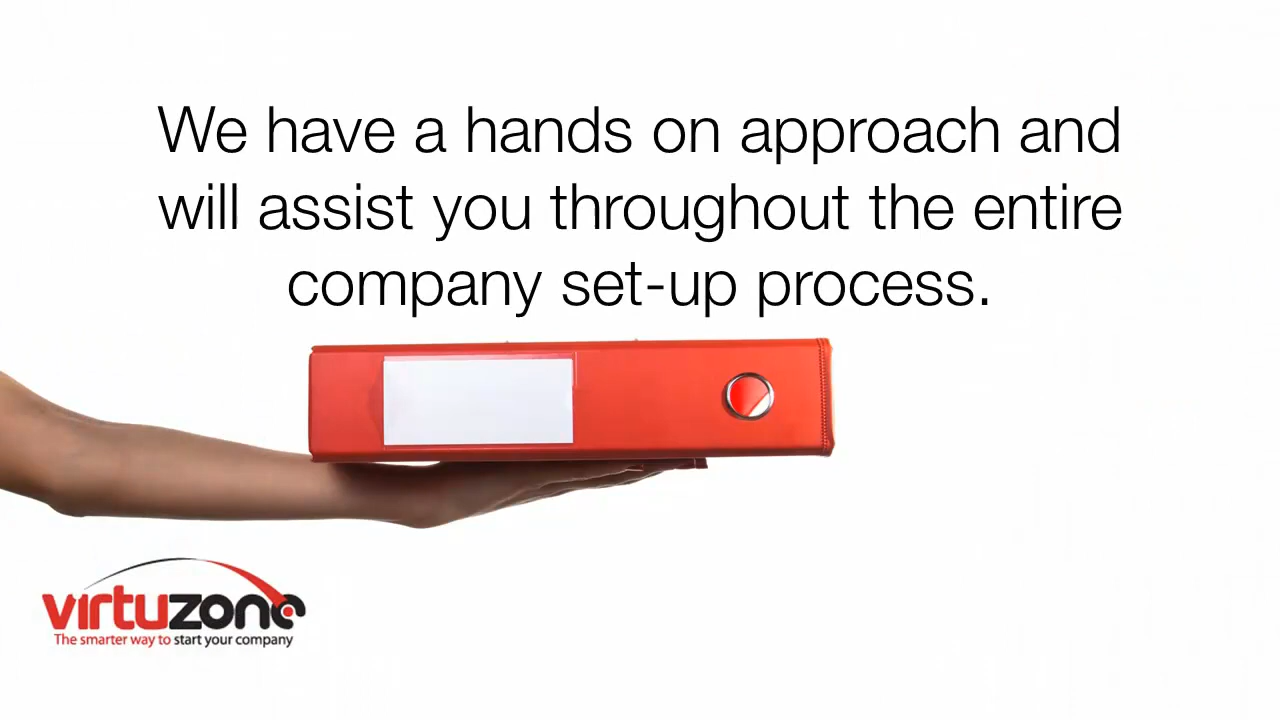 We have a hands on approach and
will assist you throughout the entire
company set-up process.
virtuzone
The smarter way to start your company